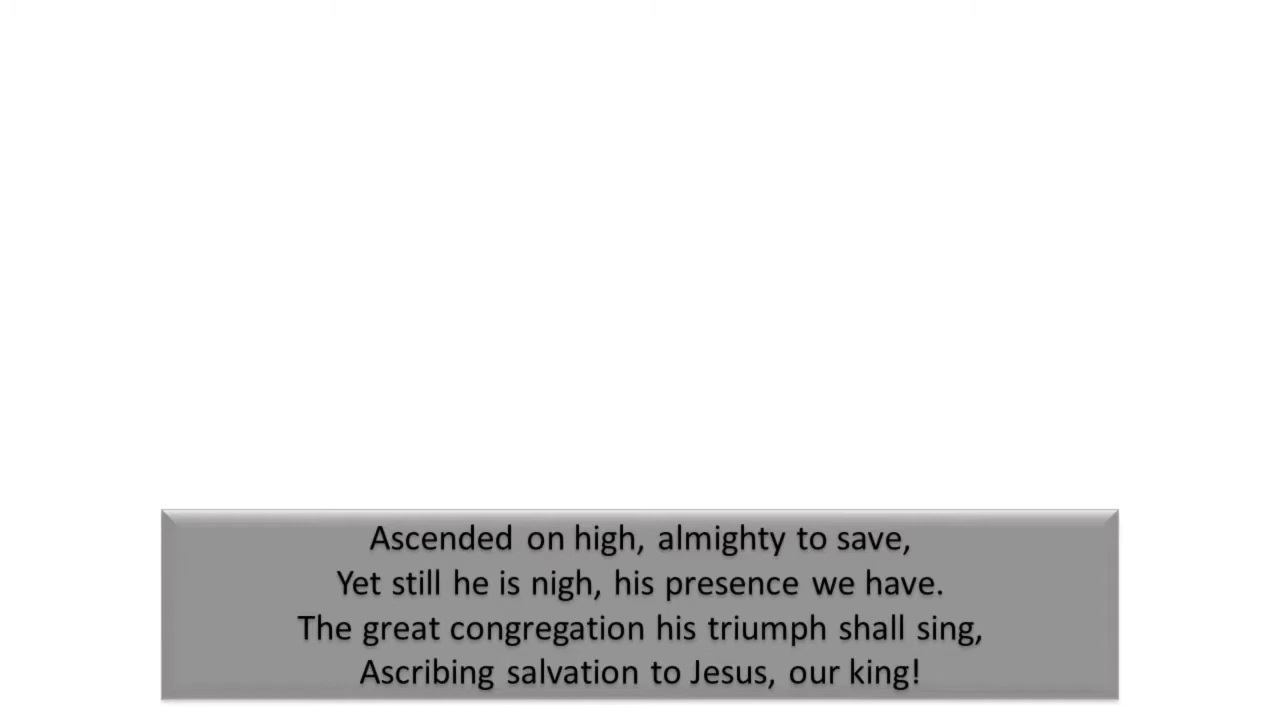 Ascended on high, almighty to save,
Yet still he is nigh, his presence we have.
The great congregation his triumph shall sing,
Ascribing salvation to Jesus, our king!